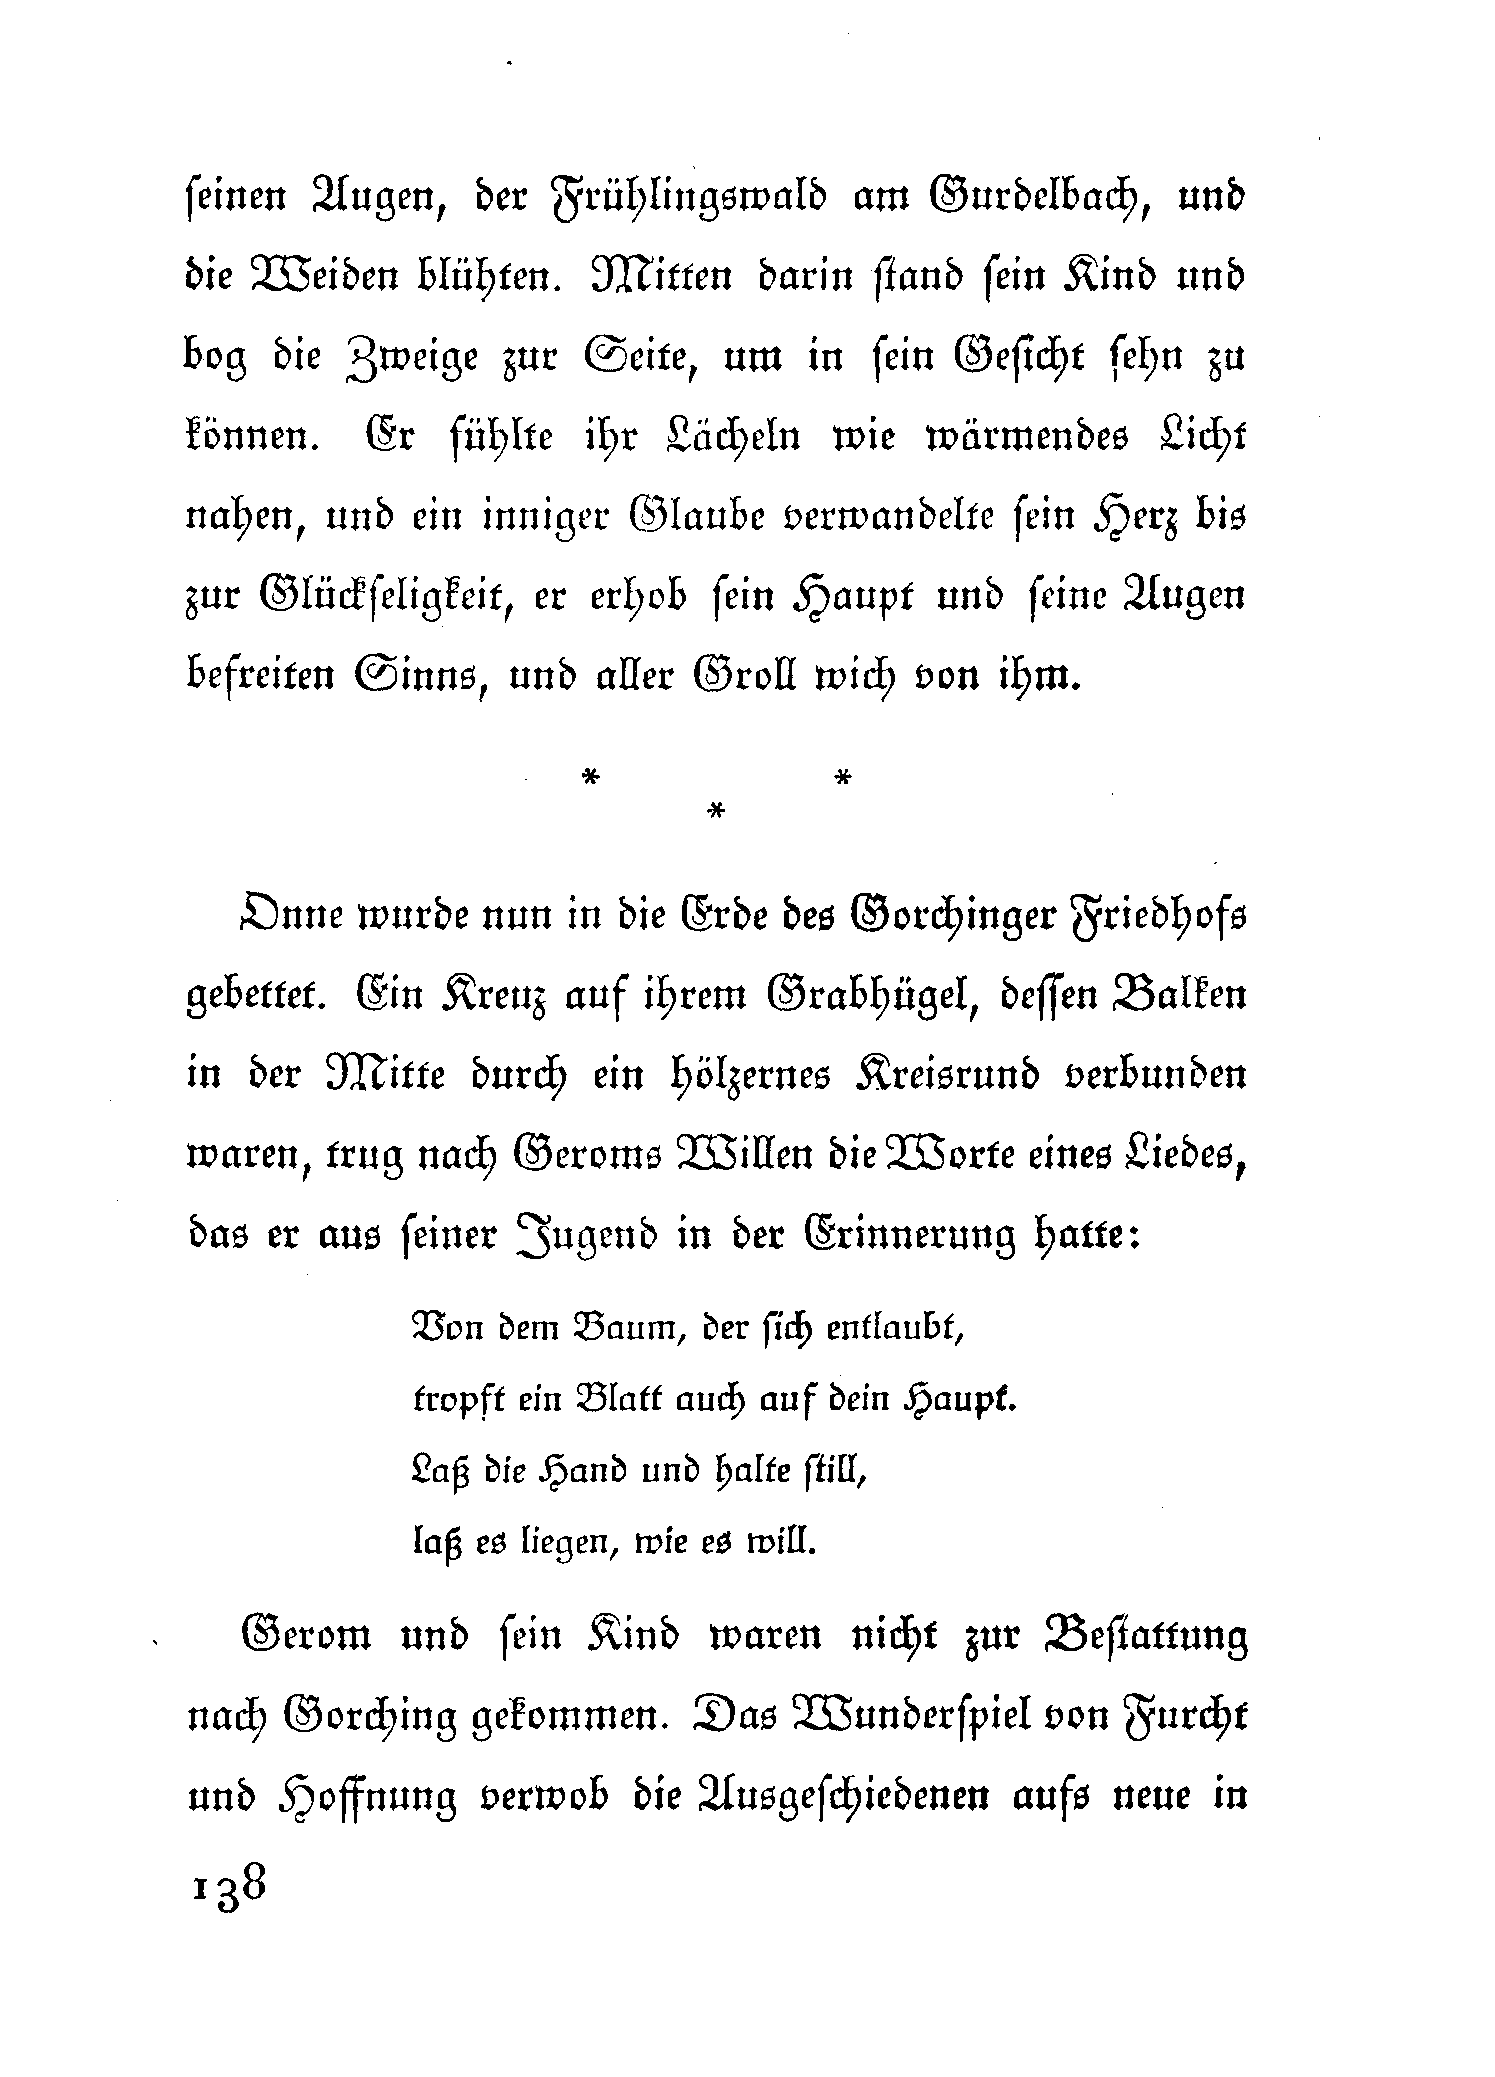 ſeinen Augen, der Frühlingswald am Gurdelbach, und
die Weiden blühten. Mitten darin ſtand ſein Kind und
bog die Zweige zur Seite, um in ſein Geſicht ſehn zu
können. Er fühlte ihr Lächeln wie wärmendes Licht
nahen, und ein inniger Glaube verwandelte ſein Herz bis
zur Glückſeligkeit, er erhob ſein Haupt und ſeine Augen
befreiten Sinns, und aller Groll wich von ihm.
* *
*
Onne wurde nun in die Erde des Gorchinger Friedhofs
gebettet. Ein Kreuz auf ihrem Grabhügel, deſſen Balken
in der Mitte durch ein hölzernes Kreisrund verbunden
waren, trug nach Geroms Willen die Worte eines Liedes,
das er aus ſeiner Jugend in der Erinnerung hatte:
Von dem Baum, der ſich entlaubt,
tropft ein Blatt auch auf dein Haupt.
Laß die Hand und halte ſtill,
laß es liegen, wie es will.
Gerom und ſein Kind waren nicht zur Beſtattung
nach Gorching gekommen. Das Wunderſpiel von Furcht
und Hoffnung verwob die Ausgeſchiedenen aufs neue in
138